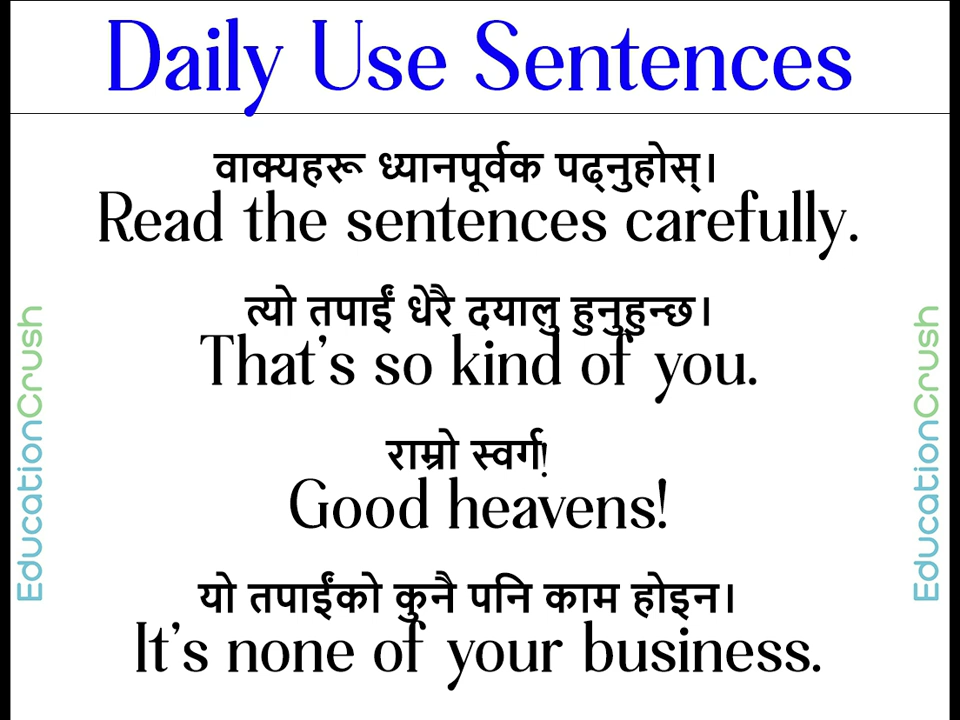 Daily Use Sentences
वाक्यहरू ध्यानपूर्वक पढ्नुहोस्।
Read the sentences carefully.
त्यो तपाईं धेरै दयालु हुनुहुन्छ।
That's so kind of you.
राम्रो स्वर्ग!
Good heavens!
यो तपाईंको कुनै पनि काम होइन।
It's none of your business.
EducationCrush
EducationCrush